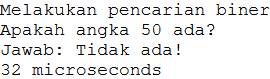 Melakukan pencarian biner
Apakah angka 50 ada?
Jawab: Tidak ada!
32 microseconds